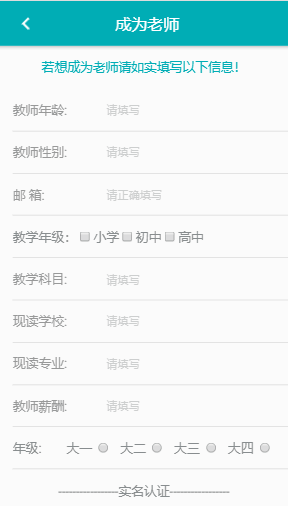 成为老师
若想成为老师请如实填写以下信息!
教师年龄: 请填写
教师性别: 请填写
邮 箱: 请正确填写
教学年级: 小学 初中 高中
教学科目: 请填写
现读学校: 请填写
现读专业: 请填写
教师薪酬: 请填写
年级: 大一 大二 大三 大四
----------------实名认证----------------